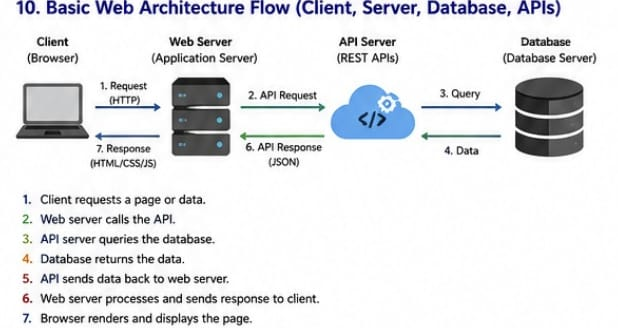 10. Basic Web Architecture Flow (Client, Server, Database, APIs)
Client
(Browser)
Web Server
(Application Server)
API Server
(REST APIs)
Database
(Database Server)
1. Request
(HTTP)
2. API Request
</>
3. Query
7. Response
(HTML/CSS/JS)
6. API Response
(JSON)
4. Data
1. Client requests a page or data.
2. Web server calls the API.
3. API server queries the database.
4. Database returns the data.
5. API sends data back to web server.
6. Web server processes and sends response to client.
7. Browser renders and displays the page.